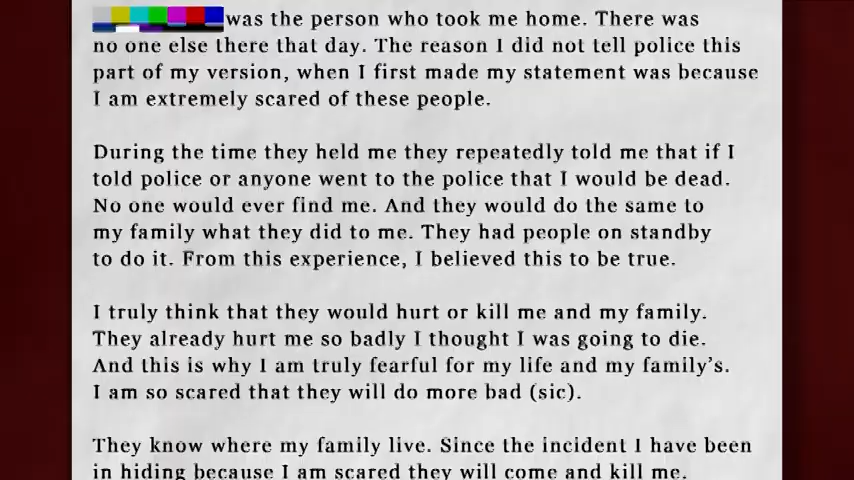 was the person who took me home. There was
no one else there that day. The reason I did not tell police this
part of my version, when I first made my statement was because
I am extremely scared of these people.
During the time they held me they repeatedly told me that if I
told police or anyone went to the police that I would be dead.
No one would ever find me. And they would do the same to
my family what they did to me. They had people on standby
to do it. From this experience, I believed this to be true.
I truly think that they would hurt or kill me and my family.
They already hurt me so badly I thought I was going to die.
And this is why I am truly fearful for my life and my family's.
I am so scared that they will do more bad (sic).
They know where my family live. Since the incident I have been
in hiding because I am scared they will come and kill me.